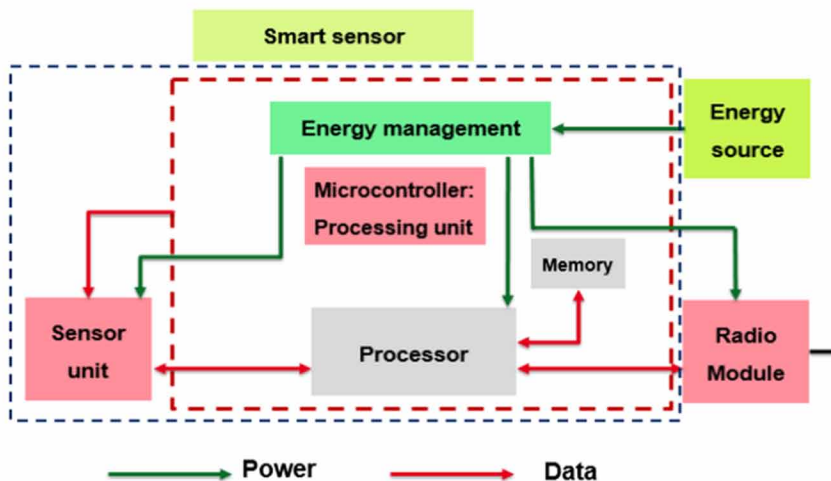 Smart sensor
Energy management
Energy
source
Microcontroller:
Processing unit
Memory
Sensor
unit
Processor
Radio
Module
Power
Data